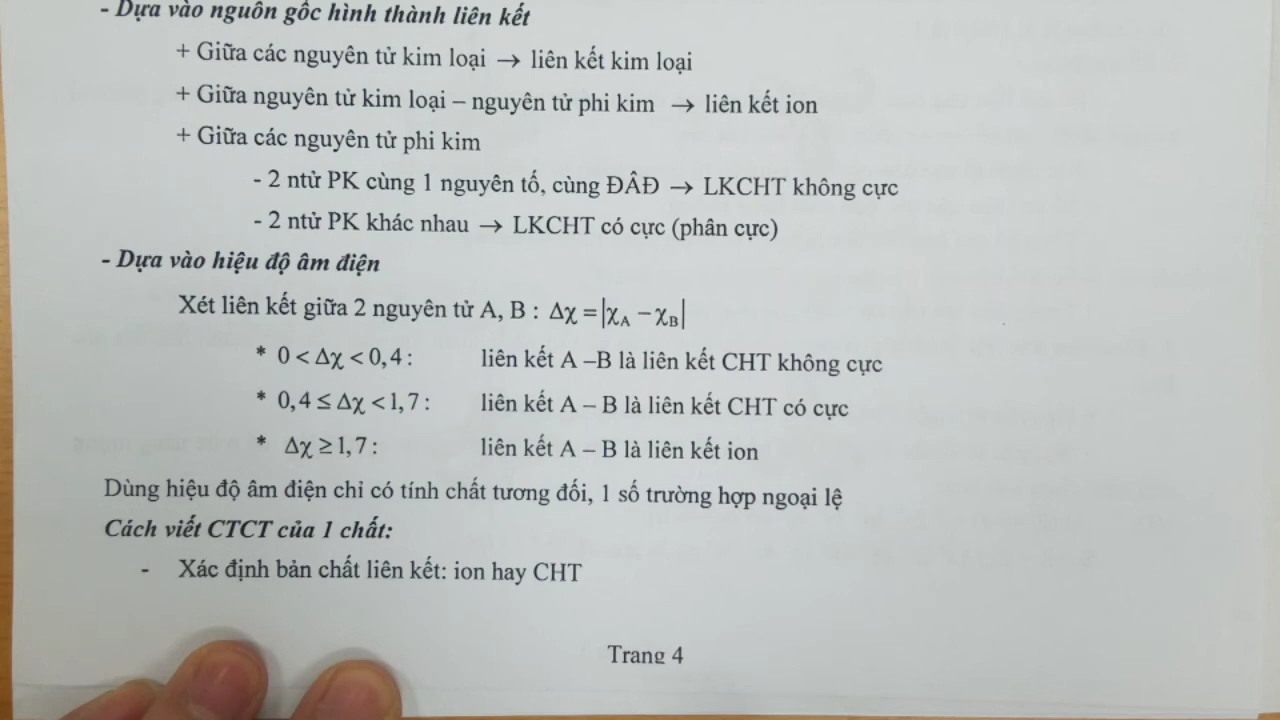 - Dựa vào nguồn gốc hình thành liên kết
+ Giữa các nguyên tử kim loại → liên kết kim loại
+ Giữa nguyên tử kim loại – nguyên tử phi kim → liên kết ion
+ Giữa các nguyên tử phi kim
- 2 ntử PK cùng 1 nguyên tố, cùng ĐÂĐ → LKCHT không cực
- 2 ntử PK khác nhau → LKCHT có cực (phân cực)
- Dựa vào hiệu độ âm điện
Xét liên kết giữa 2 nguyên tử A, B : Δχ = |χA − χB|
* 0 < Δχ < 0,4 : liên kết A –B là liên kết CHT không cực
* 0,4 ≤ Δχ < 1,7 : liên kết A – B là liên kết CHT có cực
* Δχ ≥ 1,7 : liên kết A – B là liên kết ion
Dùng hiệu độ âm điện chỉ có tính chất tương đối, 1 số trường hợp ngoại lệ
Cách viết CTCT của 1 chất:
- Xác định bản chất liên kết: ion hay CHT
Trang 4